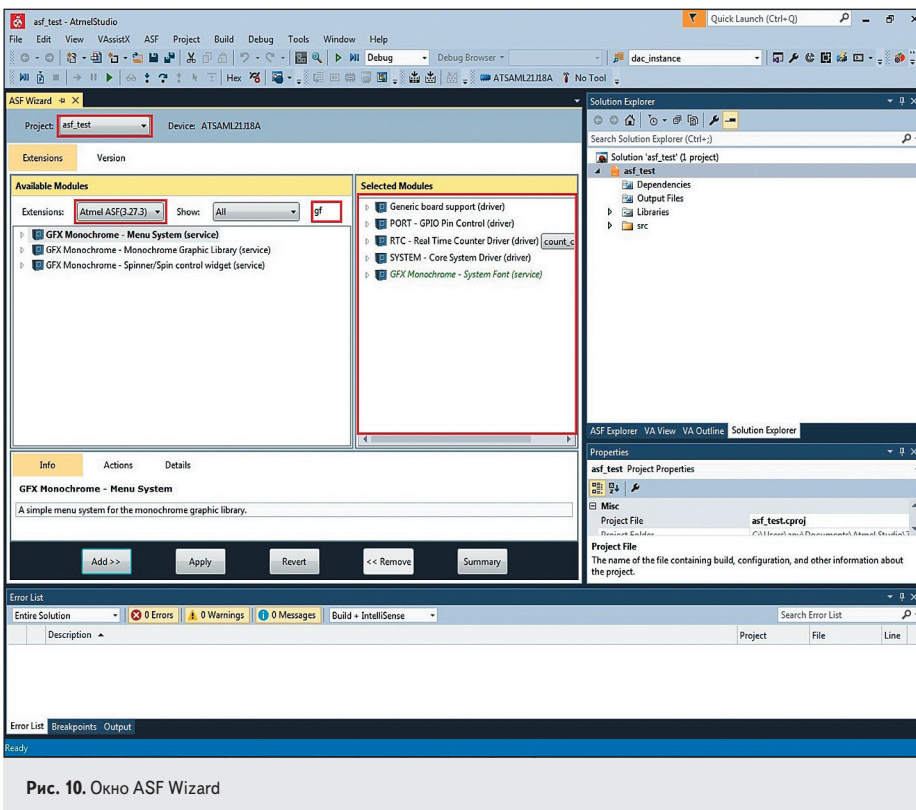 asf_test - AtmelStudio
Quick Launch (Ctrl+Q)
File Edit View VAssistX ASF Project Build Debug Tools Window Help
Debug Debug Browser dac_instance
Hex ATSAML21J18A No Tool
ASF Wizard
Project: asf_test Device: ATSAML21J18A
Extensions Version
Available Modules
Extensions: Atmel ASF(3.27.3) Show: All gf
GFX Monochrome - Menu System (service)
GFX Monochrome - Monochrome Graphic Library (service)
GFX Monochrome - Spinner/Spin control widget (service)
Selected Modules
Generic board support (driver)
PORT - GPIO Pin Control (driver)
RTC - Real Time Counter Driver (driver) count_c
SYSTEM - Core System Driver (driver)
GFX Monochrome - System Font (service)
Info Actions Details
GFX Monochrome - Menu System
A simple menu system for the monochrome graphic library.
Add >> Apply Revert << Remove Summary
Solution Explorer
Search Solution Explorer (Ctrl+;)
Solution 'asf_test' (1 project)
asf_test
Dependencies
Output Files
Libraries
src
ASF Explorer VA View VA Outline Solution Explorer
Properties
asf_test Project Properties
Misc
Project File asf_test.cproj
Project Folder
Project File
The name of the file containing build, configuration, and other information about
the project.
Error List
Entire Solution 0 Errors 0 Warnings 0 Messages Build + IntelliSense Search Error List
Description Project File Line
Error List Breakpoints Output
Ready
Рис. 10. Окно ASF Wizard